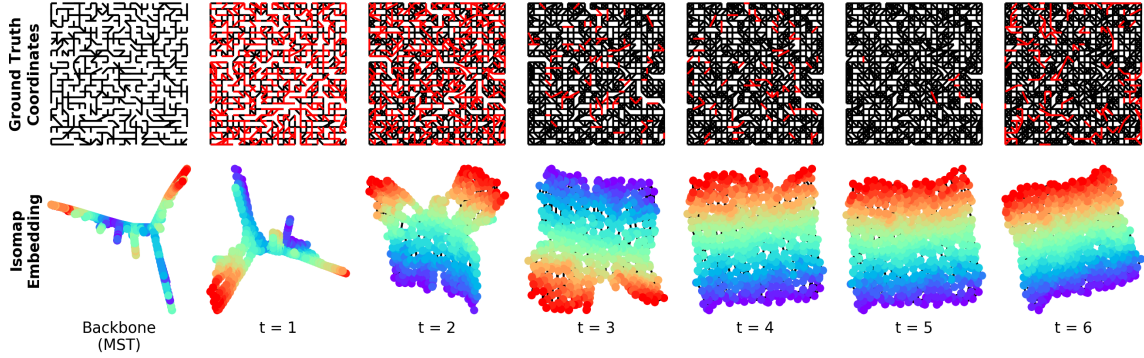 Ground Truth
Coordinates
Isomap
Embedding
Backbone
(MST)
t = 1
t = 2
t = 3
t = 4
t = 5
t = 6